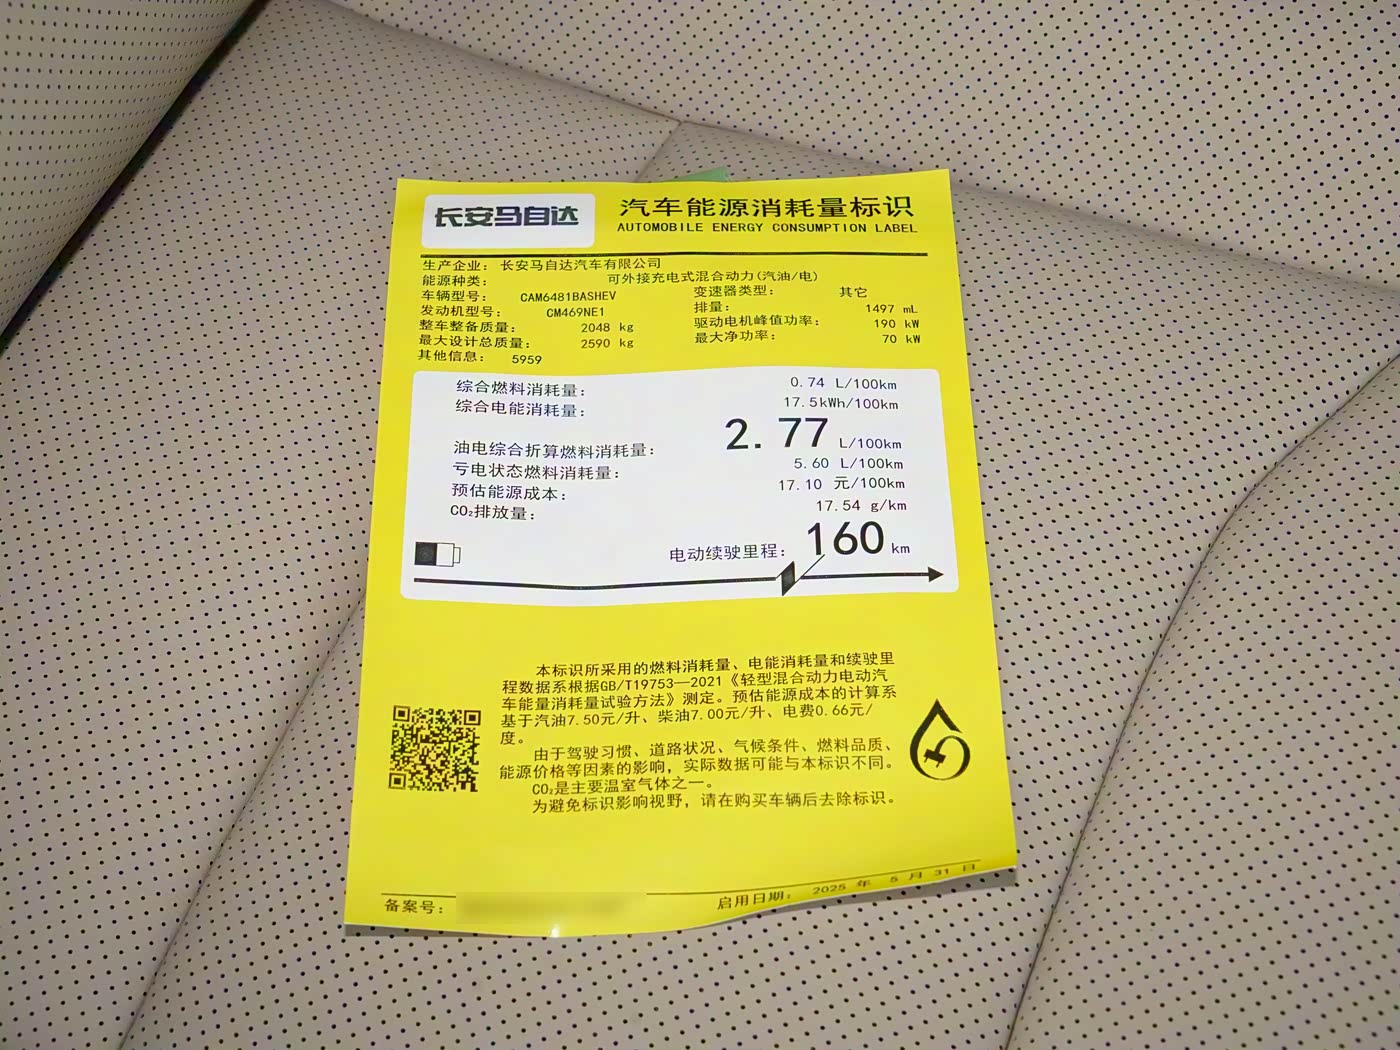 长安马自达
汽车能源消耗量标识
AUTOMOBILE ENERGY CONSUMPTION LABEL
生产企业: 长安马自达汽车有限公司
能源种类: 可外接充电式混合动力(汽油/电)
车辆型号: CAM6481BASHEV 变速器类型: 其它
发动机型号: CM469NE1 排量: 1497 mL
整车整备质量: 2048 kg 驱动电机峰值功率: 190 kW
最大设计总质量: 2590 kg 最大净功率: 70 kW
其他信息: 5959
综合燃料消耗量: 0.74 L/100km
综合电能消耗量: 17.5kWh/100km
油电综合折算燃料消耗量: 2.77 L/100km
亏电状态燃料消耗量: 5.60 L/100km
预估能源成本: 17.10 元/100km
CO₂排放量: 17.54 g/km
电动续驶里程: 160 km
本标识所采用的燃料消耗量、电能消耗量和续驶里
程数据系根据GB/T19753—2021《轻型混合动力电动汽
车能量消耗量试验方法》测定。预估能源成本的计算系
基于汽油7.50元/升、柴油7.00元/升、电费0.66元/
度。
由于驾驶习惯、道路状况、气候条件、燃料品质、
能源价格等因素的影响，实际数据可能与本标识不同。
CO₂是主要温室气体之一。
为避免标识影响视野，请在购买车辆后去除标识。
备案号:
启用日期: 2025 年 5 月 31 日